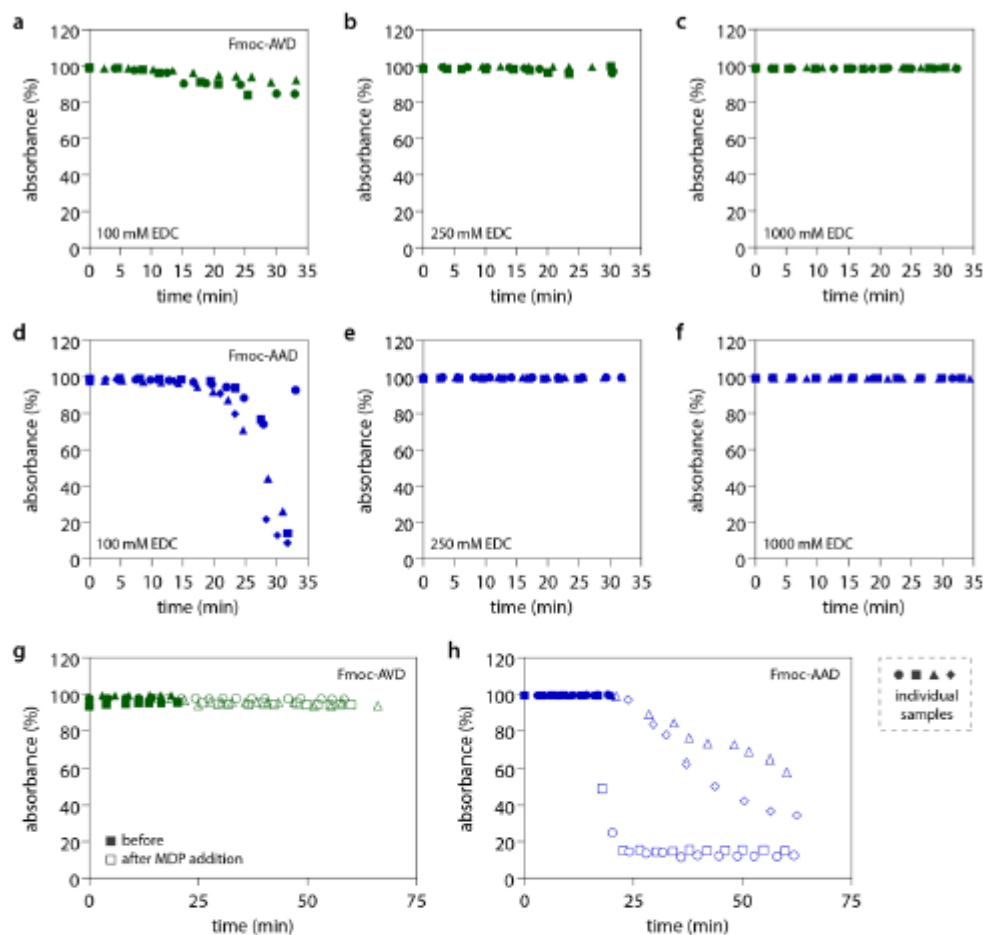 a
120
100
80
60
40
20
0
absorbance (%)
Fmoc-AVD
100 mM EDC
0 5 10 15 20 25 30 35
time (min)
b
120
100
80
60
40
20
0
absorbance (%)
250 mM EDC
0 5 10 15 20 25 30 35
time (min)
c
120
100
80
60
40
20
0
absorbance (%)
1000 mM EDC
0 5 10 15 20 25 30 35
time (min)
d
120
100
80
60
40
20
0
absorbance (%)
Fmoc-AAD
100 mM EDC
0 5 10 15 20 25 30 35
time (min)
e
120
100
80
60
40
20
0
absorbance (%)
250 mM EDC
0 5 10 15 20 25 30 35
time (min)
f
120
100
80
60
40
20
0
absorbance (%)
1000 mM EDC
0 5 10 15 20 25 30 35
time (min)
g
120
100
80
60
40
20
0
absorbance (%)
Fmoc-AVD
before
after MDP addition
0 25 50 75
time (min)
h
120
100
80
60
40
20
0
absorbance (%)
Fmoc-AAD
0 25 50 75
time (min)
individual
samples